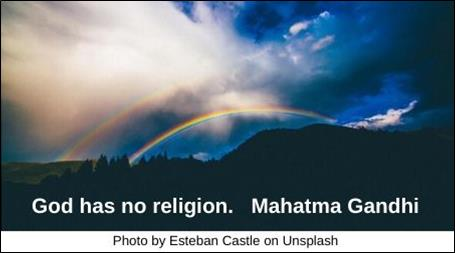 God has no religion. Mahatma Gandhi
Photo by Esteban Castle on Unsplash